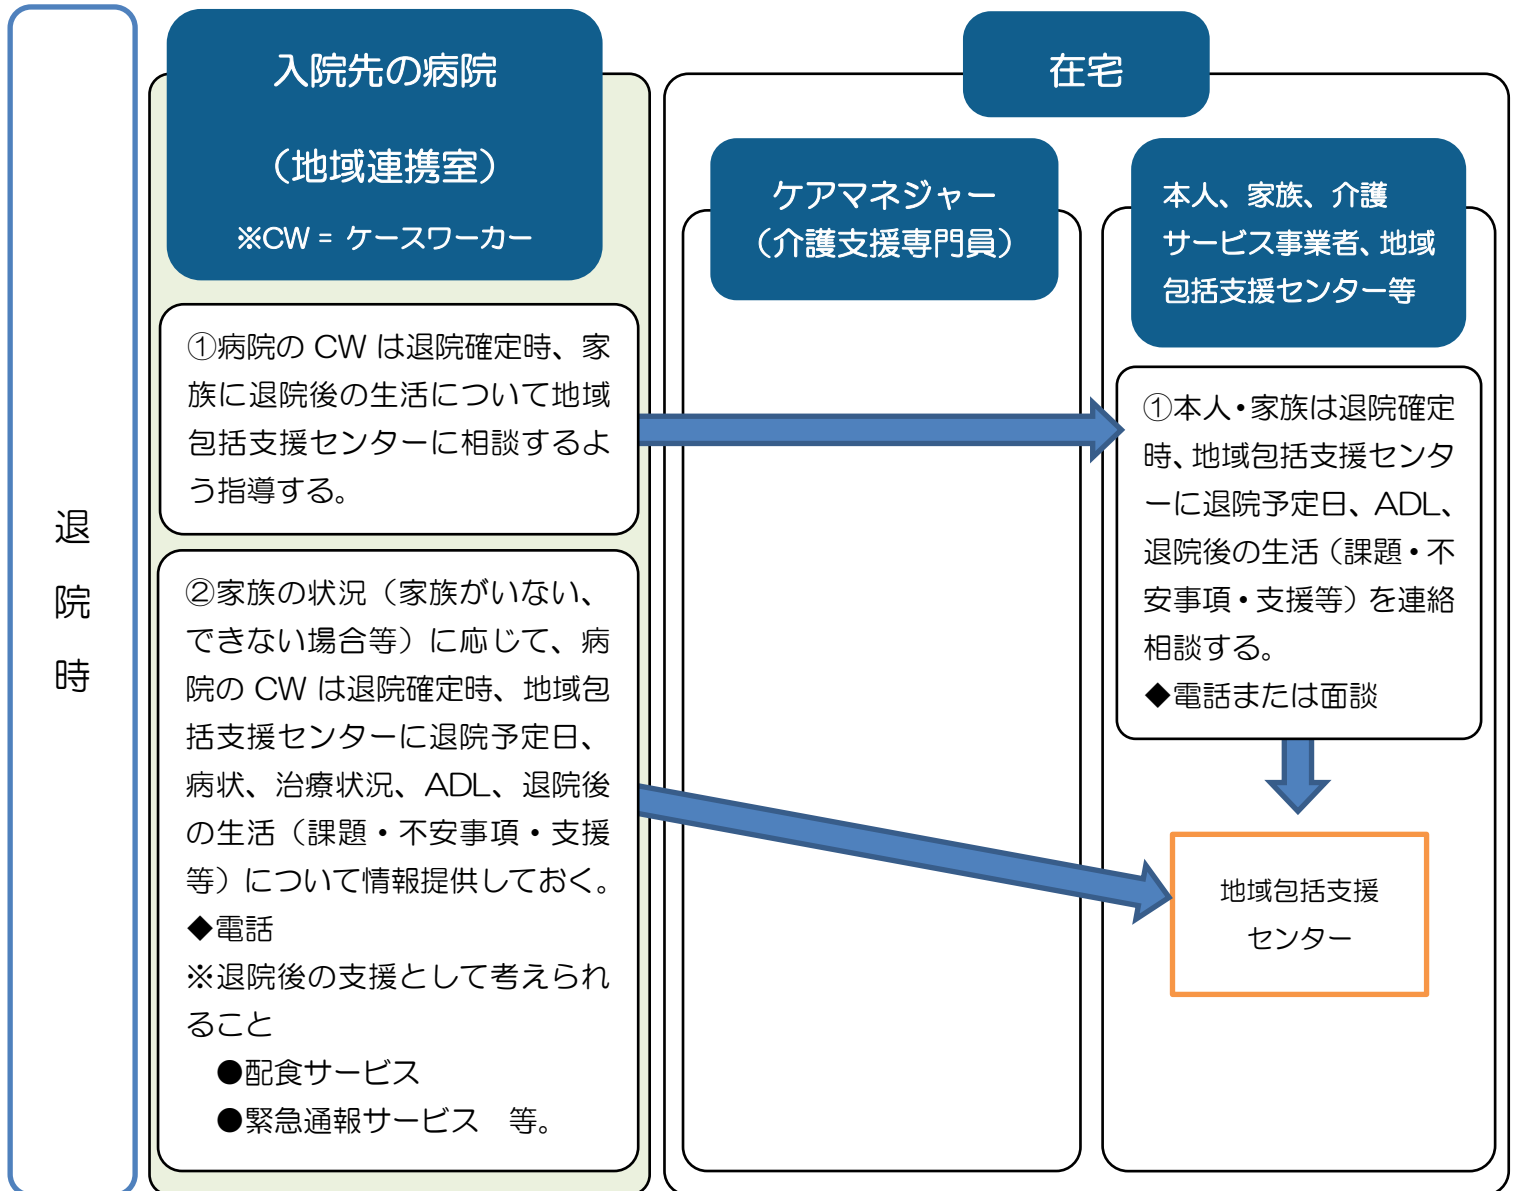 退
院
時
入院先の病院
（地域連携室）
※CW = ケースワーカー
①病院の CW は退院確定時、家
族に退院後の生活について地域
包括支援センターに相談するよ
う指導する。
②家族の状況（家族がいない、
できない場合等）に応じて、病
院の CW は退院確定時、地域包
括支援センターに退院予定日、
病状、治療状況、ADL、退院後
の生活（課題・不安事項・支援
等）について情報提供しておく。
◆電話
※退院後の支援として考えられ
ること
●配食サービス
●緊急通報サービス　等。
在宅
ケアマネジャー
（介護支援専門員）
本人、家族、介護
サービス事業者、地域
包括支援センター等
①本人・家族は退院確定
時、地域包括支援センタ
ーに退院予定日、ADL、
退院後の生活（課題・不
安事項・支援等）を連絡
相談する。
◆電話または面談
地域包括支援
センター